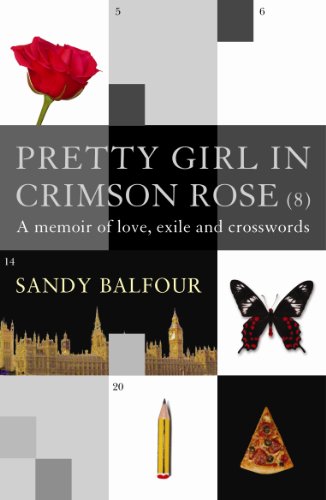 5
6
PRETTY GIRL IN
CRIMSON ROSE (8)
A memoir of love, exile and crosswords
14
SANDY BALFOUR
20